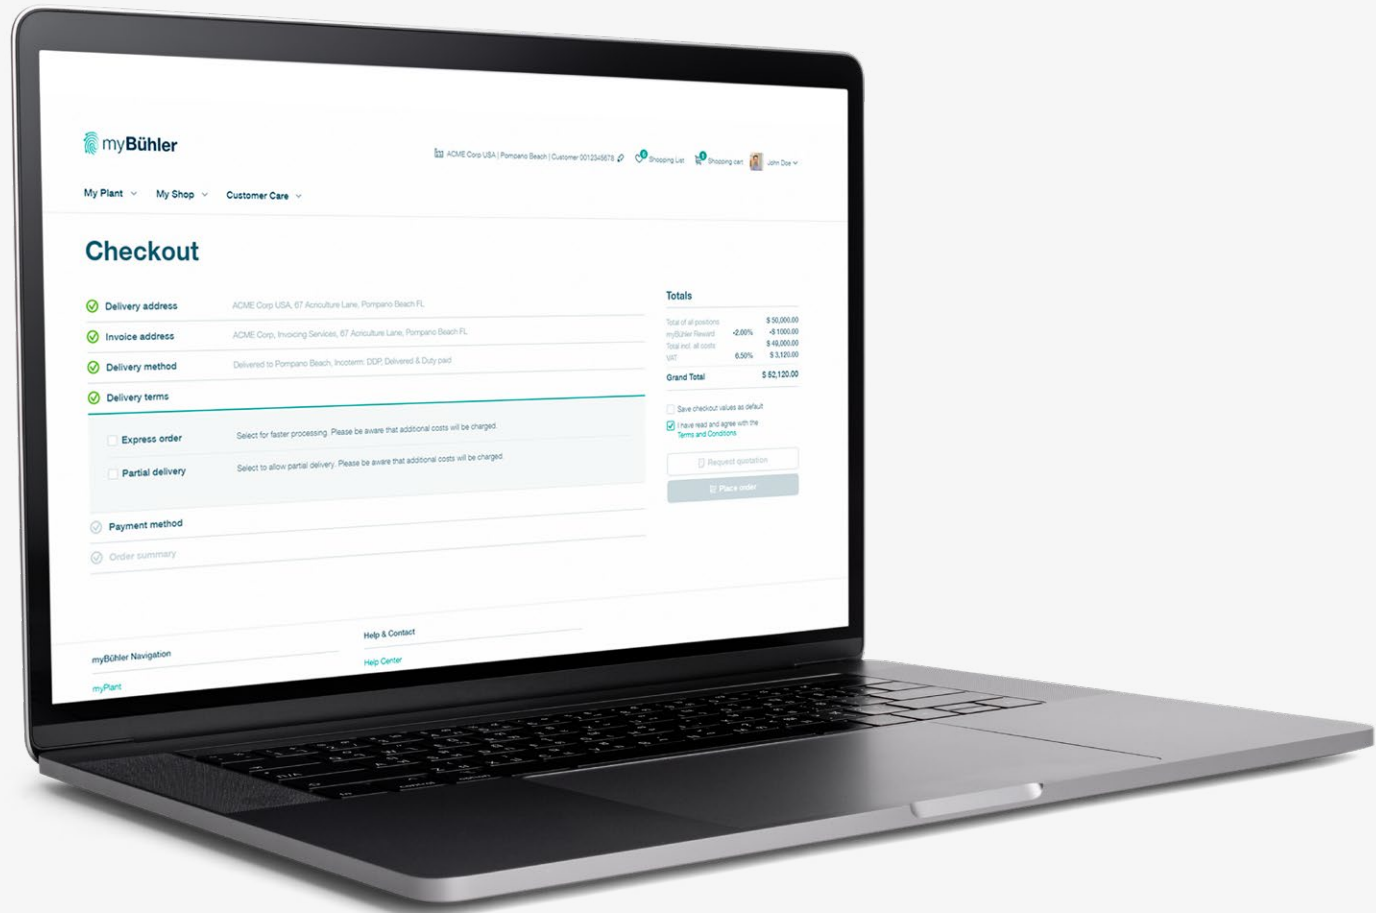 myBühler
ACME Corp USA | Pompano Beach | Customer 0012345678
Shopping List
Shopping cart
John Doe
My Plant
My Shop
Customer Care
Checkout
Delivery address
ACME Corp USA, 67 Acriculture Lane, Pompano Beach FL
Invoice address
ACME Corp, Invoicing Services, 67 Acriculture Lane, Pompano Beach FL
Delivery method
Delivered to Pompano Beach, Incoterm: DDP, Delivered & Duty paid
Delivery terms
Express order
Select for faster processing. Please be aware that additional costs will be charged.
Partial delivery
Select to allow partial delivery. Please be aware that additional costs will be charged.
Payment method
Order summary
Totals
Total of all positions $ 50,000.00
myBühler Reward -2.00% -$ 1000.00
Total incl. all costs $ 49,000.00
VAT 6.50% $ 3,120.00
Grand Total $ 52,120.00
Save checkout values as default
I have read and agree with the
Terms and Conditions
Request quotation
Place order
myBühler Navigation
myPlant
Help & Contact
Help Center